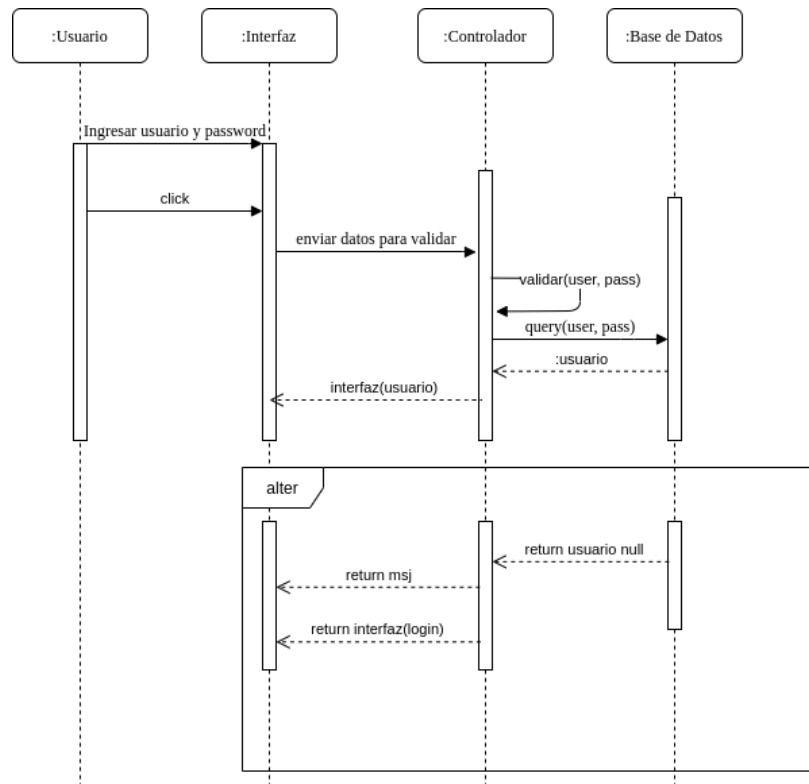 :Usuario
:Interfaz
:Controlador
:Base de Datos
Ingresar usuario y password
click
enviar datos para validar
validar(user, pass)
query(user, pass)
:usuario
interfaz(usuario)
alter
return usuario null
return msj
return interfaz(login)